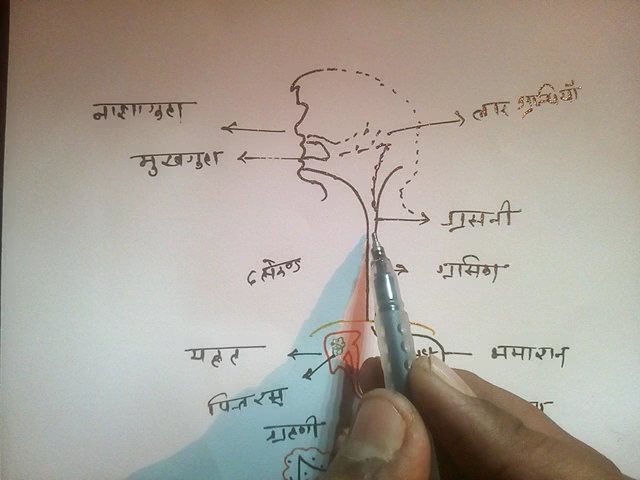 नाशागुहा
लार ग्रन्थियाँ
मुखगुहा
ग्रसनी
ग्रसिका
यकृत
आमाशय
पित्तरस
ग्रहणी